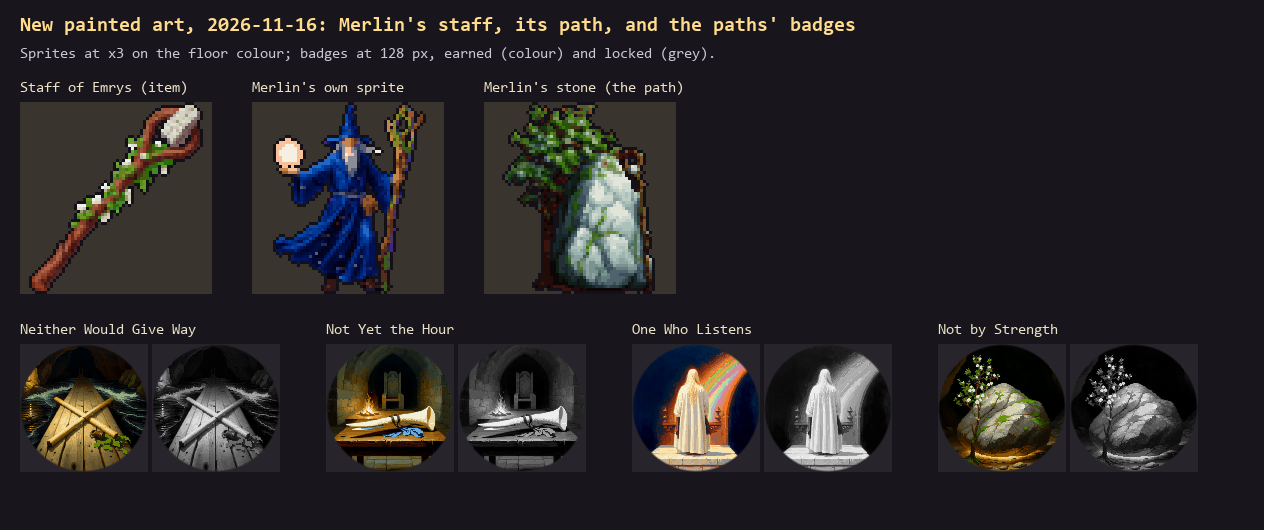 New painted art, 2026-11-16: Merlin's staff, its path, and the paths' badges
Sprites at x3 on the floor colour; badges at 128 px, earned (colour) and locked (grey).
Staff of Emrys (item)
Merlin's own sprite
Merlin's stone (the path)
Neither Would Give Way
Not Yet the Hour
One Who Listens
Not by Strength